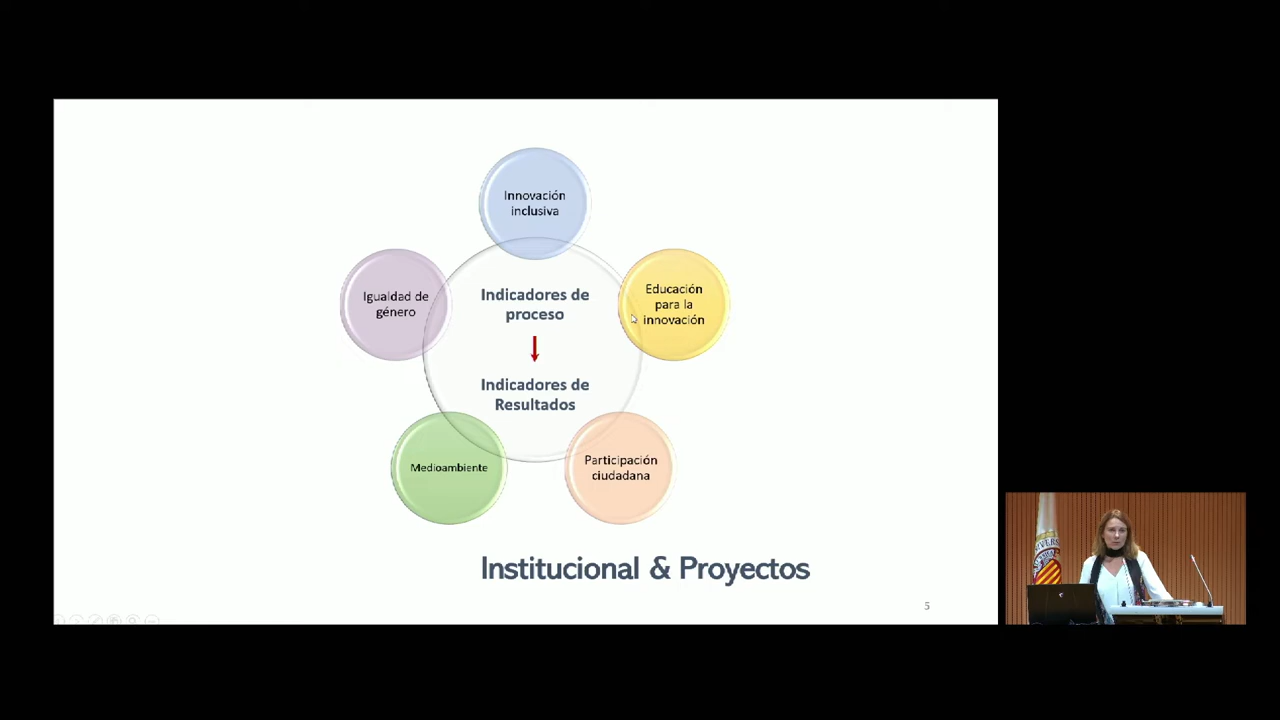 Innovación
inclusiva
Igualdad de
género
Indicadores de
proceso
Educación
para la
innovación
Indicadores de
Resultados
Medioambiente
Participación
ciudadana
Institucional & Proyectos
5